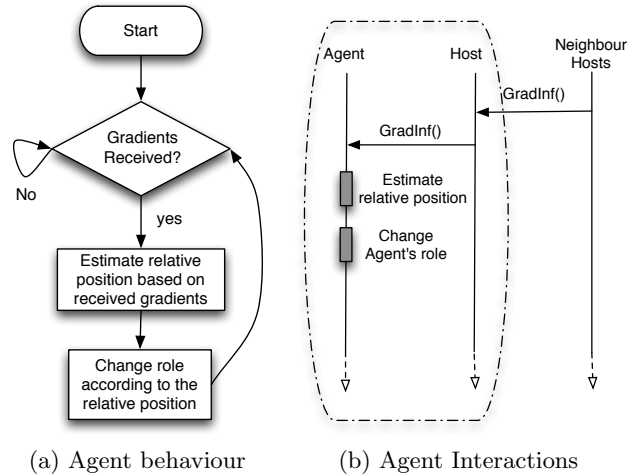 Start
Gradients
Received?
No
yes
Estimate relative
position based on
received gradients
Change role
according to the
relative position
(a) Agent behaviour
Agent
Host
Neighbour
Hosts
GradInf()
GradInf()
Estimate
relative position
Change
Agent's role
(b) Agent Interactions